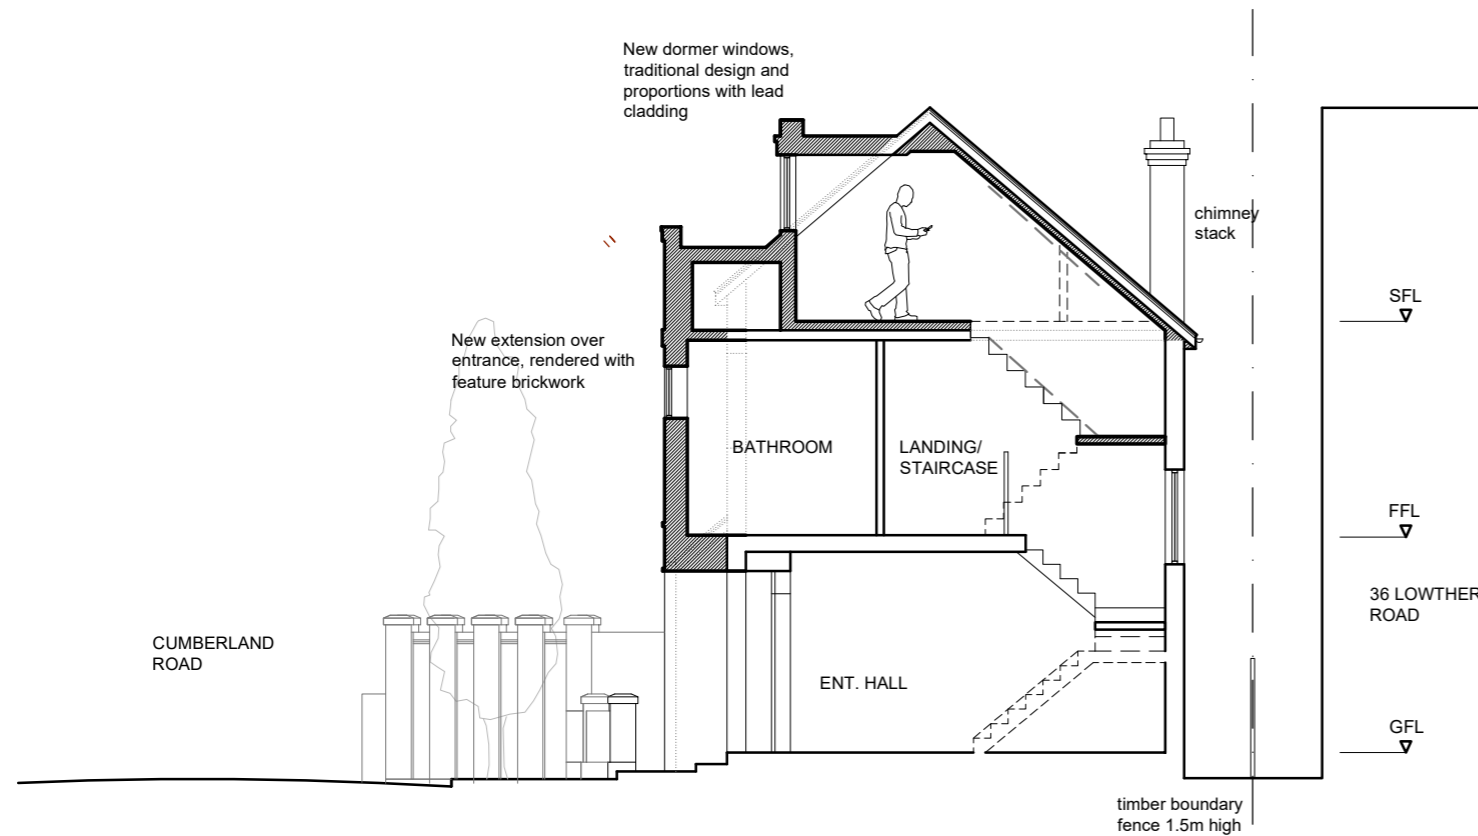 New dormer windows,
traditional design and
proportions with lead
cladding
chimney
stack
SFL
New extension over
entrance, rendered with
feature brickwork
BATHROOM
LANDING/
STAIRCASE
FFL
36 LOWTHER
ROAD
CUMBERLAND
ROAD
ENT. HALL
GFL
timber boundary
fence 1.5m high